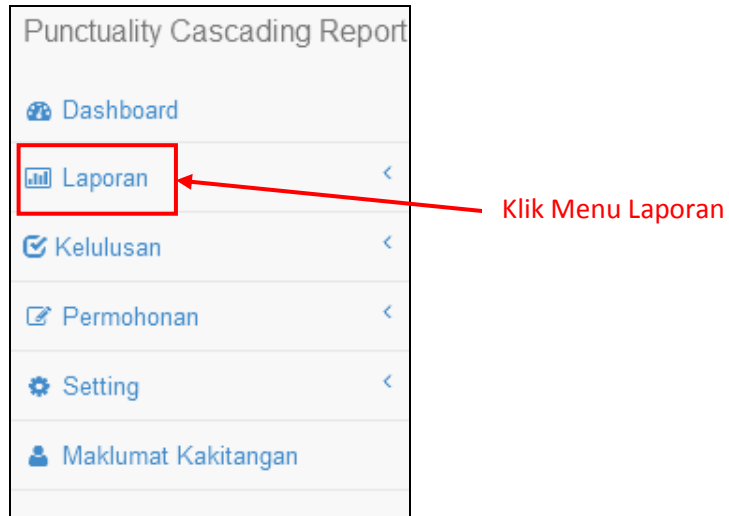 Punctuality Cascading Report
Dashboard
Laporan
Klik Menu Laporan
Kelulusan
Permohonan
Setting
Maklumat Kakitangan